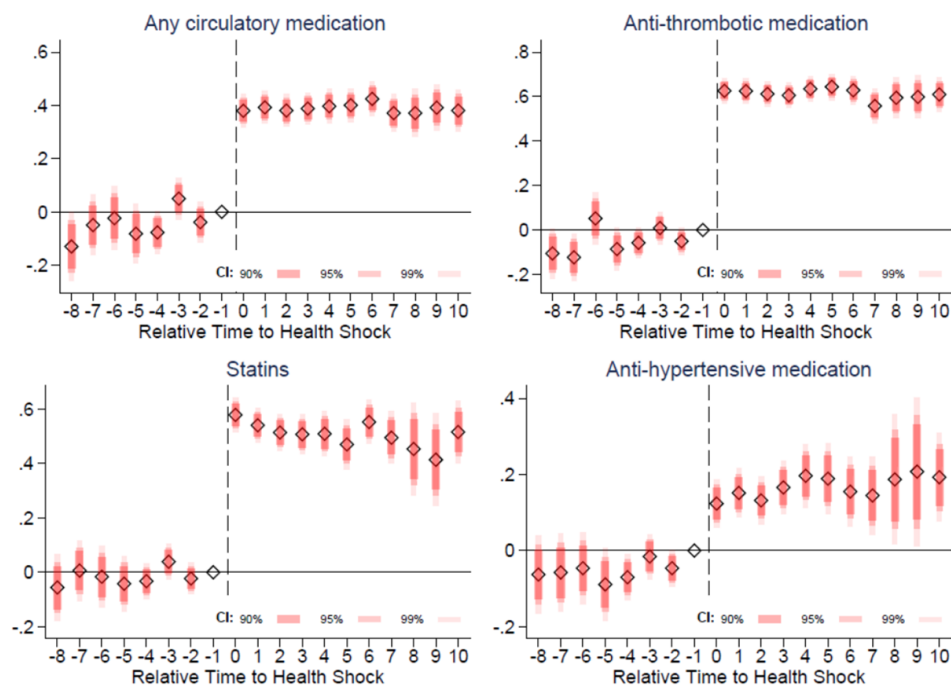 Any circulatory medication
.6
.4
.2
0
-.2
CI: 90% 95% 99%
-8 -7 -6 -5 -4 -3 -2 -1 0 1 2 3 4 5 6 7 8 9 10
Relative Time to Health Shock
Anti-thrombotic medication
.8
.6
.4
.2
0
-.2
CI: 90% 95% 99%
-8 -7 -6 -5 -4 -3 -2 -1 0 1 2 3 4 5 6 7 8 9 10
Relative Time to Health Shock
Statins
.6
.4
.2
0
-.2
CI: 90% 95% 99%
-8 -7 -6 -5 -4 -3 -2 -1 0 1 2 3 4 5 6 7 8 9 10
Relative Time to Health Shock
Anti-hypertensive medication
.4
.2
0
-.2
CI: 90% 95% 99%
-8 -7 -6 -5 -4 -3 -2 -1 0 1 2 3 4 5 6 7 8 9 10
Relative Time to Health Shock